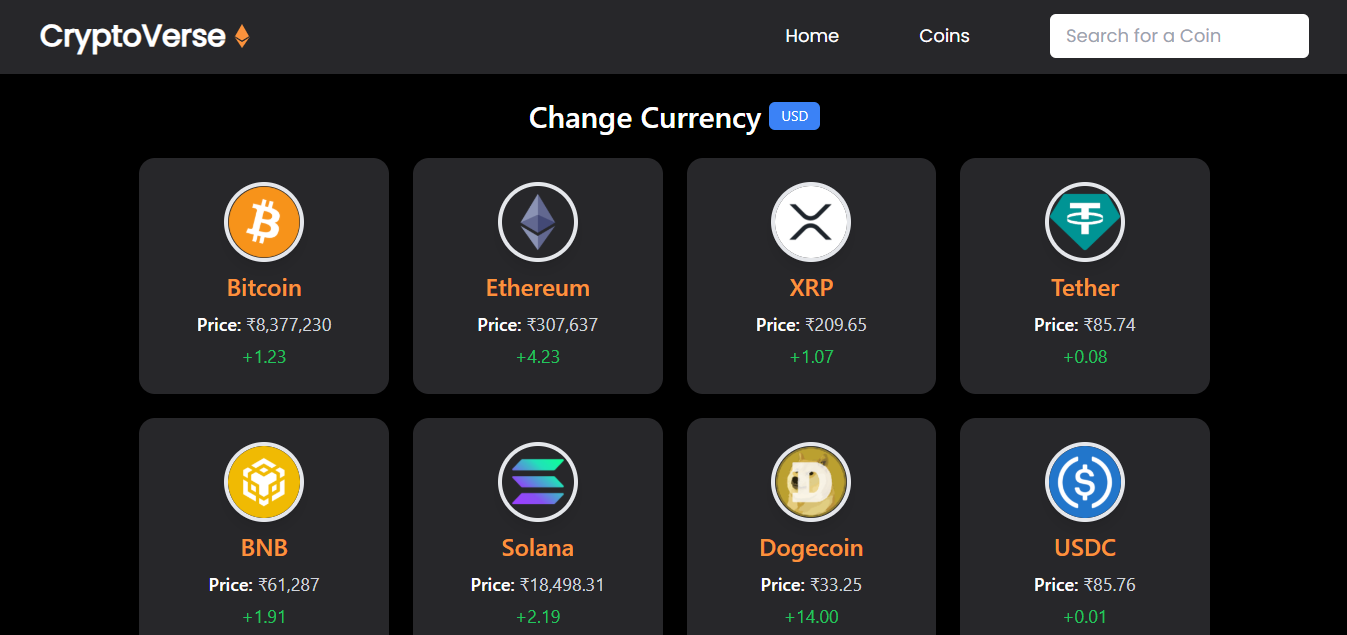 CryptoVerse
Home
Coins
Search for a Coin
Change Currency USD
Bitcoin
Price: ₹8,377,230
+1.23
Ethereum
Price: ₹307,637
+4.23
XRP
Price: ₹209.65
+1.07
Tether
Price: ₹85.74
+0.08
BNB
Price: ₹61,287
+1.91
Solana
Price: ₹18,498.31
+2.19
Dogecoin
Price: ₹33.25
+14.00
USDC
Price: ₹85.76
+0.01